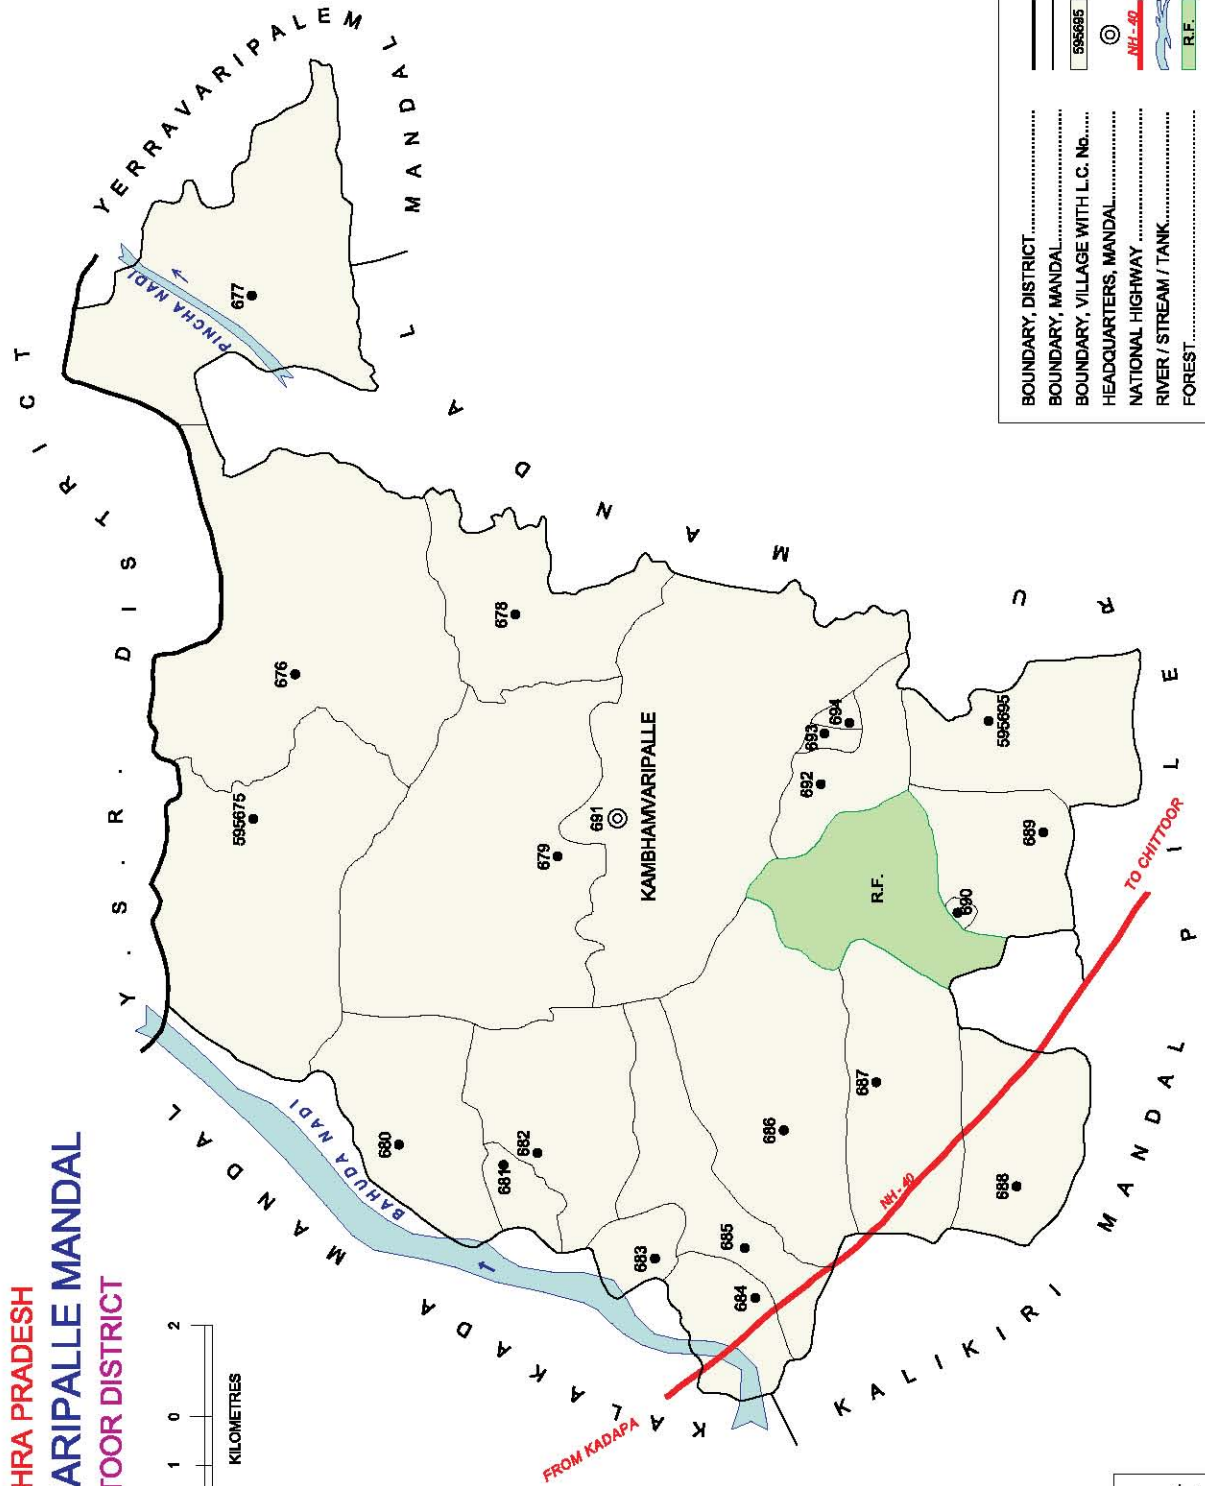 HRA PRADESH
ARIPALLE MANDAL
TOOR DISTRICT
1 0 2
KILOMETRES
Y . S . R . DISTRICT
YERRAVARIPALEM
MANDAL
KALAKADA MANDAL
RURNDLA MANDAL
KALIKIRI MANDAL
PILER
PINCHA NADI
BAHUDA NADI
677
676
595675
678
679
691
KAMBHAMVARIPALLE
680
681
682
683
684
685
686
687
688
689
690
692
693
694
595695
R.F.
NH-40
FROM KADAPA
TO CHITTOOR
BOUNDARY, DISTRICT
BOUNDARY, MANDAL
BOUNDARY, VILLAGE WITH L.C. No.
595695
HEADQUARTERS, MANDAL
NATIONAL HIGHWAY
NH-40
RIVER / STREAM / TANK
FOREST
R.F.